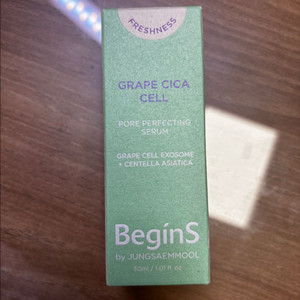 FRESHNESS
GRAPE CICA
CELL
PORE PERFECTING
SERUM
GRAPE CELL EXOSOME
+ CENTELLA ASIATICA
BeginS
by JUNGSAEMMOOL
30ml / 1.01 fl. oz